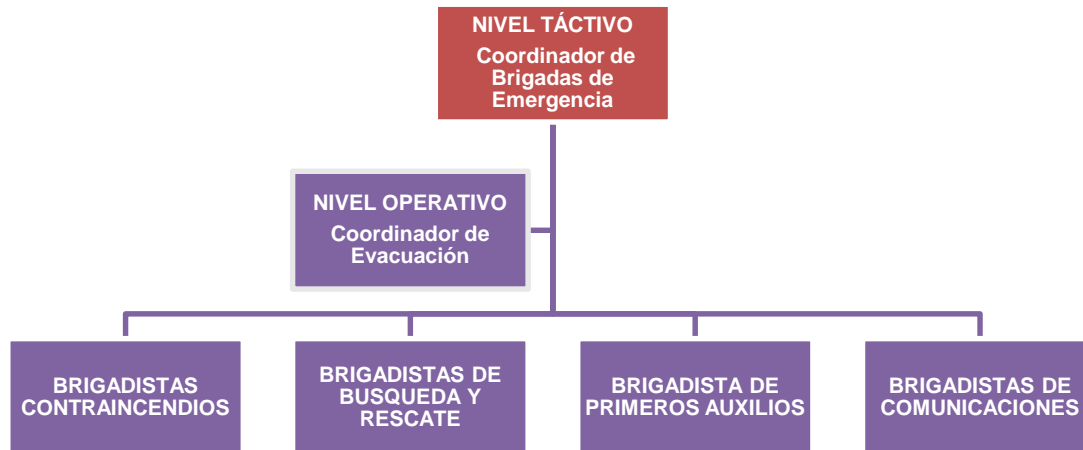 NIVEL TÁCTIVO
Coordinador de
Brigadas de
Emergencia
NIVEL OPERATIVO
Coordinador de
Evacuación
BRIGADISTAS
CONTRAINCENDIOS
BRIGADISTAS DE
BUSQUEDA Y
RESCATE
BRIGADISTA DE
PRIMEROS AUXILIOS
BRIGADISTAS DE
COMUNICACIONES